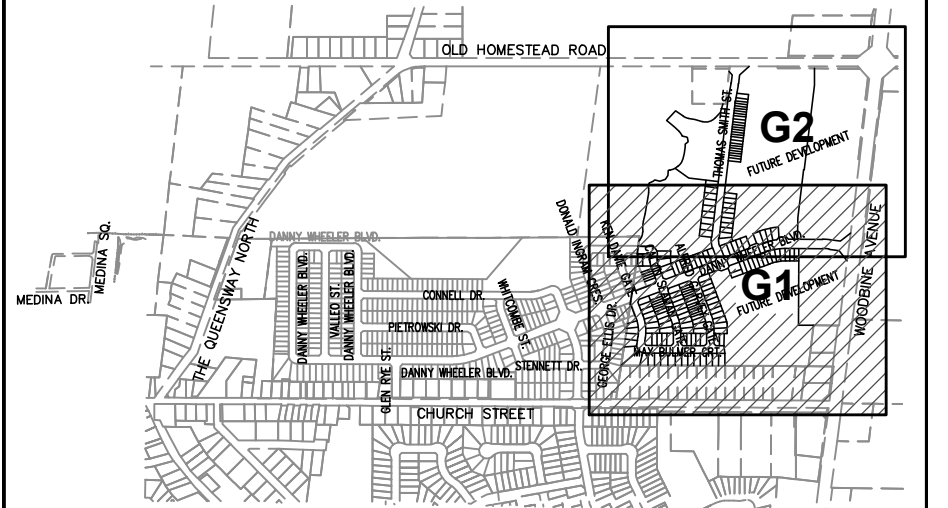 OLD HOMESTEAD ROAD
G2
THOMAS SMITH ST.
FUTURE DEVELOPMENT
DONALD INGRAM CRES.
MEDINA SQ.
MEDINA DR.
THE QUEENSWAY NORTH
DANNY WHEELER BLVD.
DANNY WHEELER BLVD.
VALLEO ST.
DANNY WHEELER BLVD.
CONNELL DR.
WHITCOMBE ST.
PIETROWSKI DR.
GLEN RYE ST.
DANNY WHEELER BLVD.
STENNETT DR.
GEORGE ELLIS DR.
DANNY WHEELER BLVD.
G1
FUTURE DEVELOPMENT
MAX BULMER CRT.
WOODBINE AVENUE
CHURCH STREET